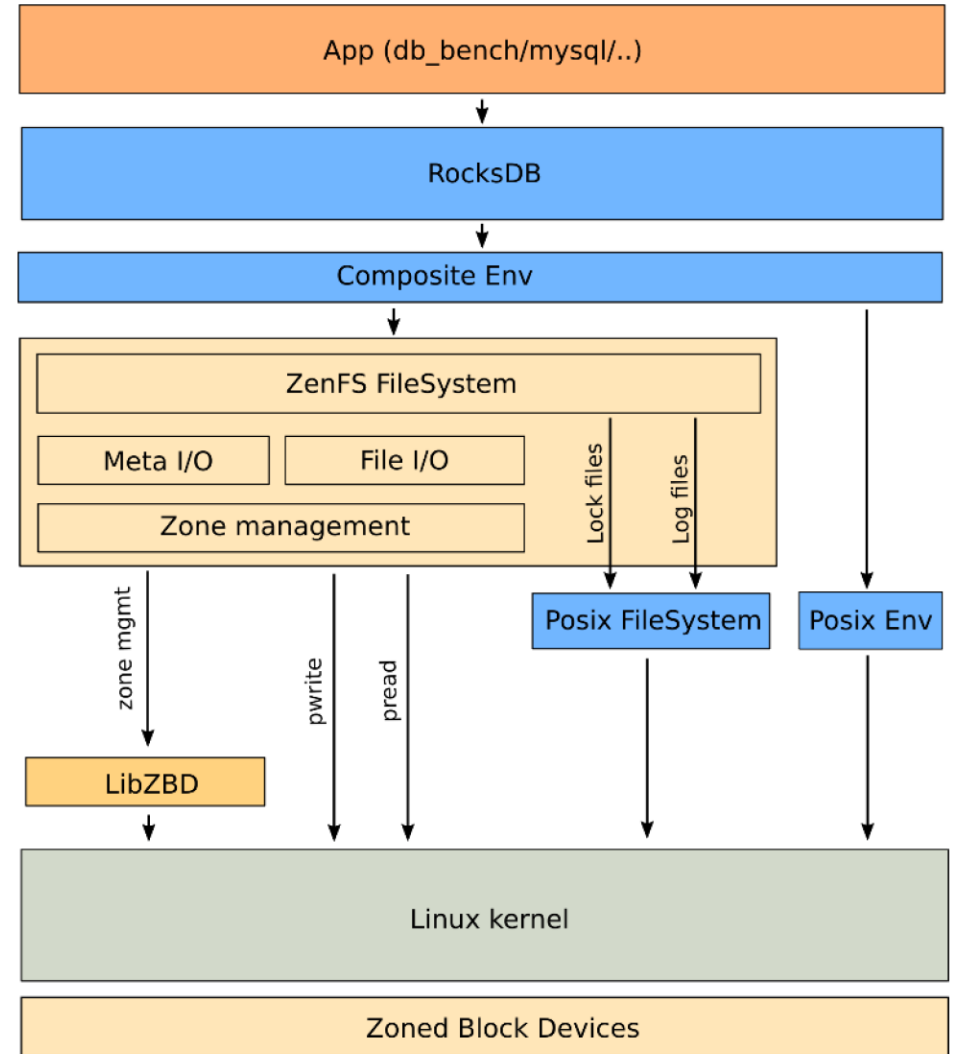 App (db_bench/mysql/..)
RocksDB
Composite Env
ZenFS FileSystem
Meta I/O
File I/O
Zone management
Lock files
Log files
zone mgmt
pwrite
pread
Posix FileSystem
Posix Env
LibZBD
Linux kernel
Zoned Block Devices